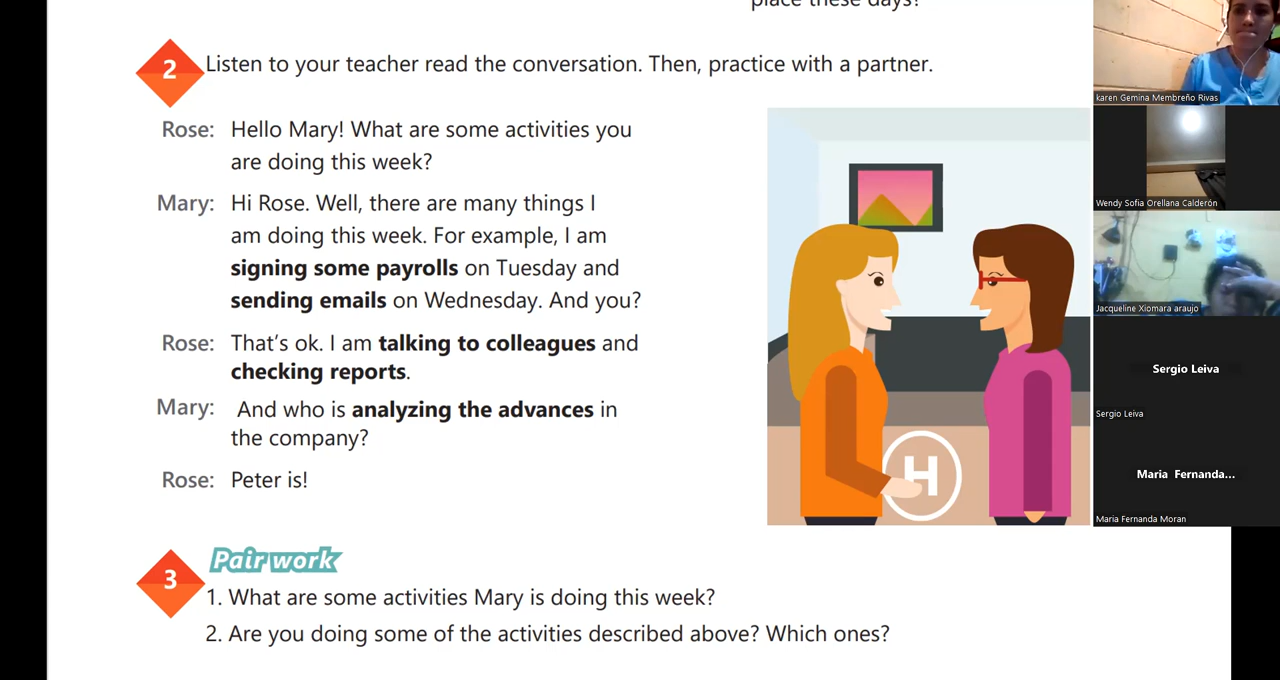 place these days?
2 Listen to your teacher read the conversation. Then, practice with a partner.
Rose: Hello Mary! What are some activities you
are doing this week?
Mary: Hi Rose. Well, there are many things I
am doing this week. For example, I am
signing some payrolls on Tuesday and
sending emails on Wednesday. And you?
Rose: That's ok. I am talking to colleagues and
checking reports.
Mary: And who is analyzing the advances in
the company?
Rose: Peter is!
H
3 Pair work
1. What are some activities Mary is doing this week?
2. Are you doing some of the activities described above? Which ones?
karen Gemina Membreño Rivas
Wendy Sofia Orellana Calderón
Jacqueline Xiomara araujo
Sergio Leiva
Sergio Leiva
Maria Fernanda...
Maria Fernanda Moran